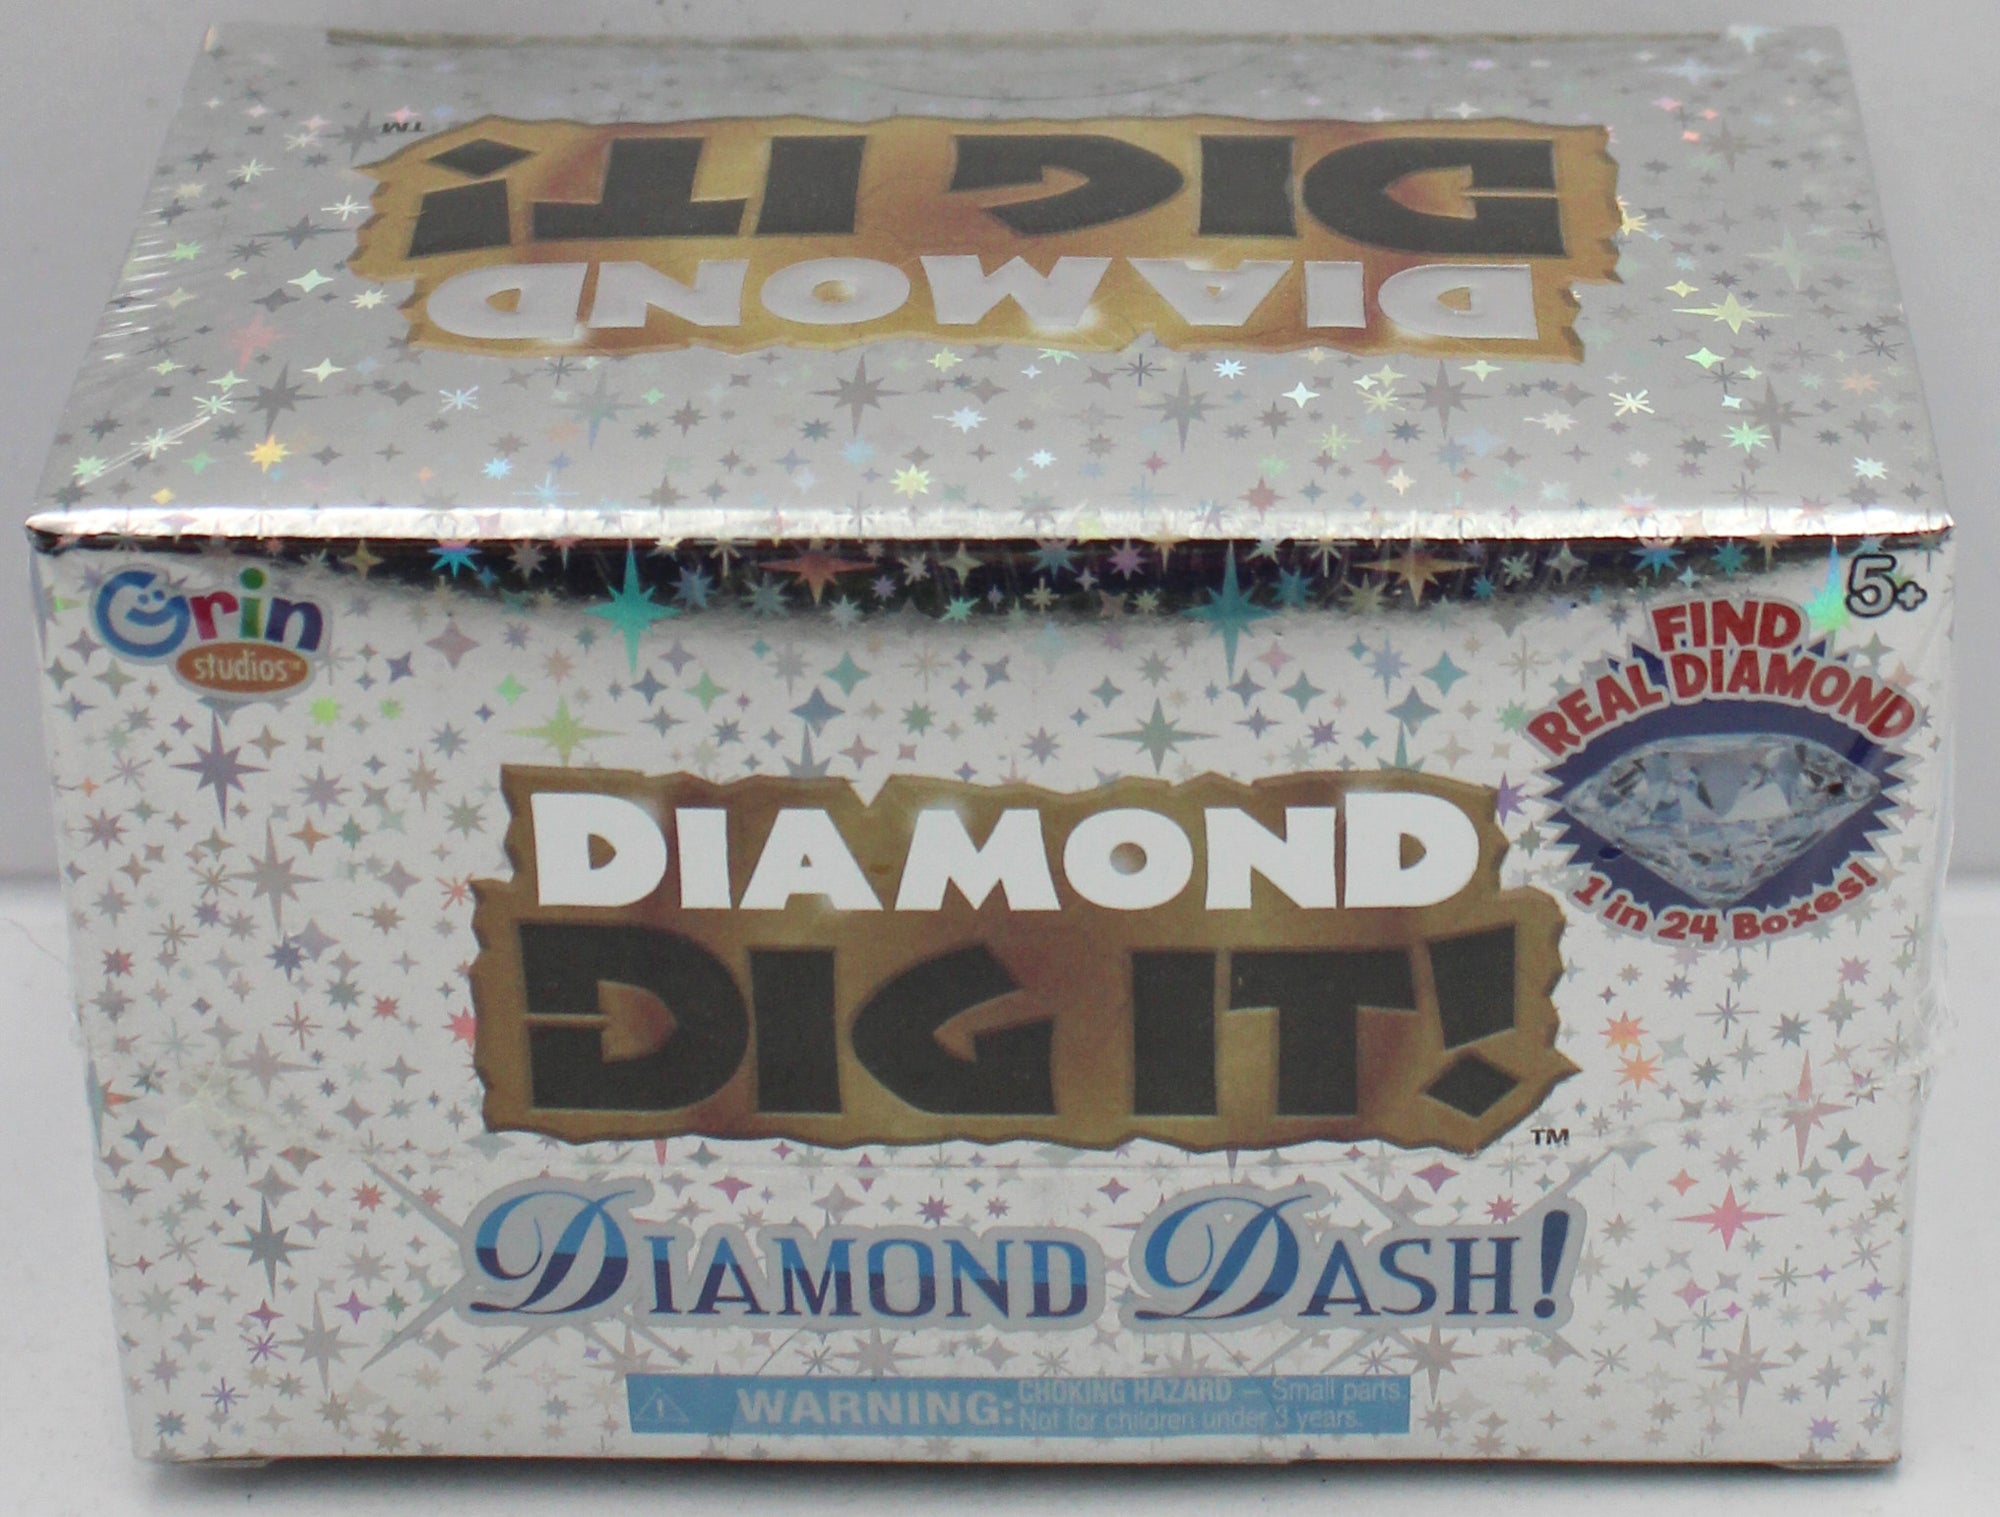 DIAMOND
DIG IT!
TM
Grin
studios™
5+
FIND
REAL DIAMOND
1 in 24 Boxes!
DIAMOND
DIG IT!
TM
DIAMOND DASH!
WARNING: CHOKING HAZARD – Small parts.
Not for children under 3 years.